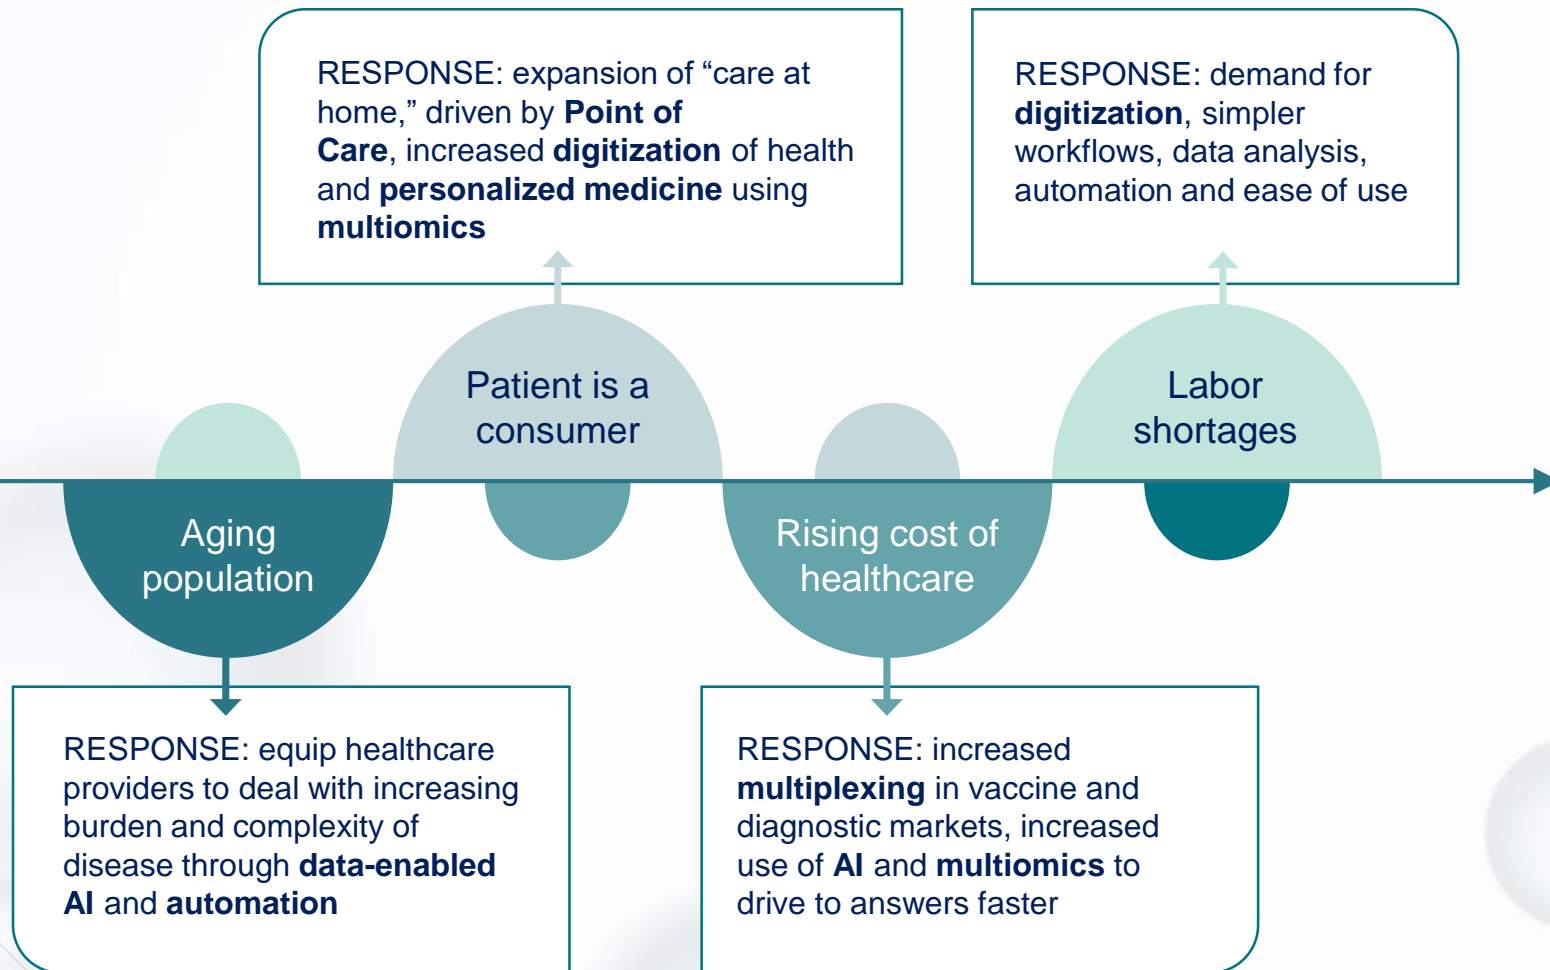 RESPONSE: expansion of “care at
home,” driven by Point of
Care, increased digitization of health
and personalized medicine using
multiomics
RESPONSE: demand for
digitization, simpler
workflows, data analysis,
automation and ease of use
Patient is a
consumer
Labor
shortages
Aging
population
Rising cost of
healthcare
RESPONSE: equip healthcare
providers to deal with increasing
burden and complexity of
disease through data-enabled
AI and automation
RESPONSE: increased
multiplexing in vaccine and
diagnostic markets, increased
use of AI and multiomics to
drive to answers faster